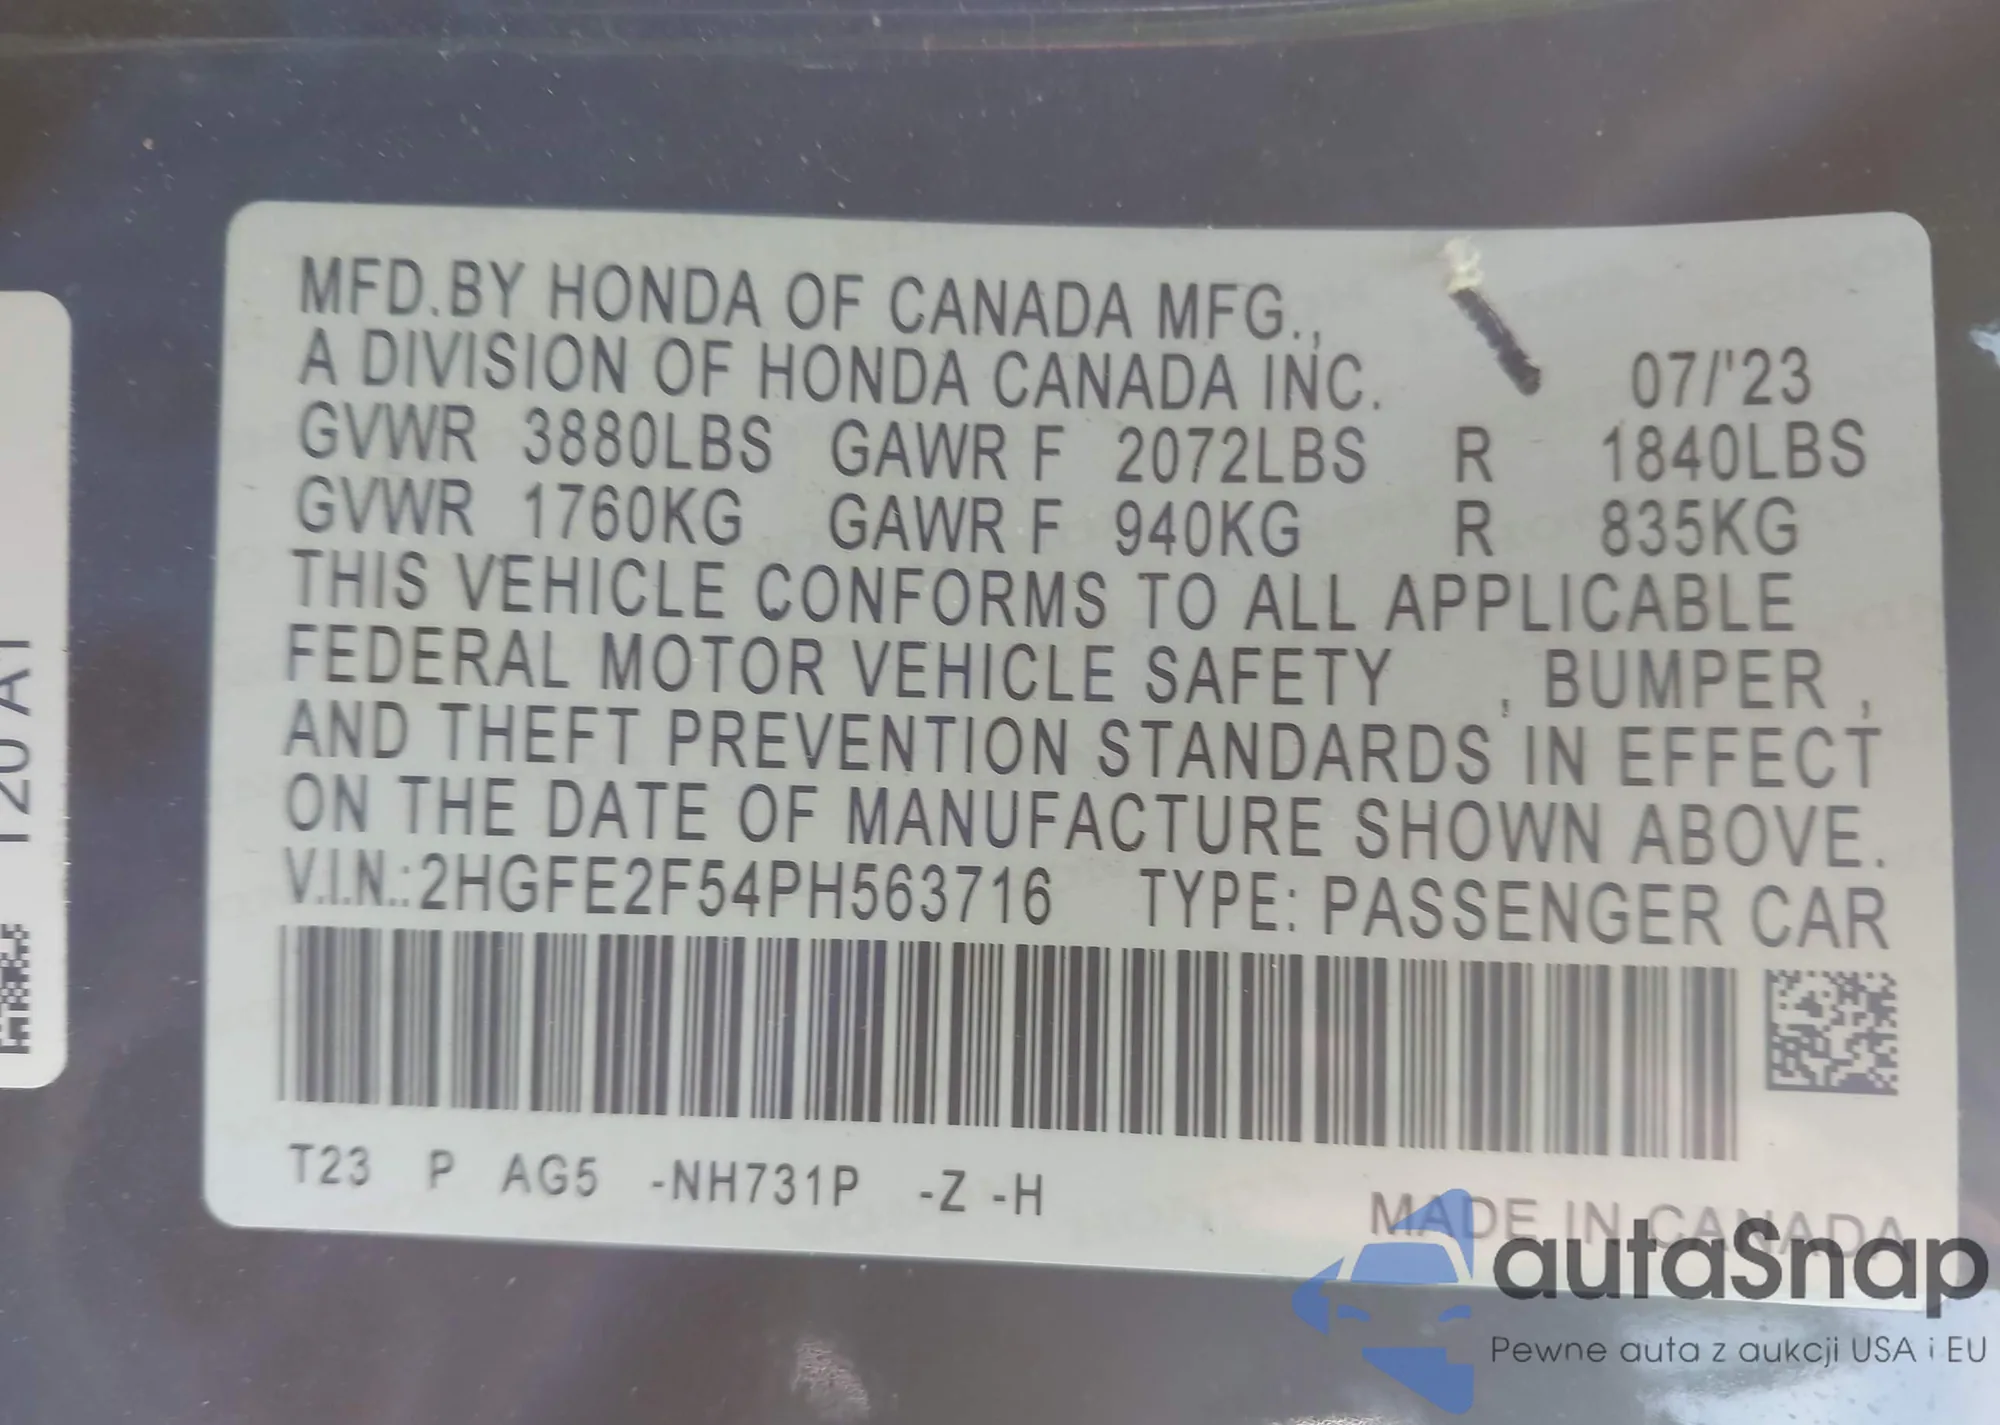 MFD.BY HONDA OF CANADA MFG.,
A DIVISION OF HONDA CANADA INC. 07/'23
GVWR 3880LBS GAWR F 2072LBS R 1840LBS
GVWR 1760KG GAWR F 940KG R 835KG
THIS VEHICLE CONFORMS TO ALL APPLICABLE
FEDERAL MOTOR VEHICLE SAFETY , BUMPER ,
AND THEFT PREVENTION STANDARDS IN EFFECT
ON THE DATE OF MANUFACTURE SHOWN ABOVE.
V.I.N.:2HGFE2F54PH563716 TYPE: PASSENGER CAR
T23 P AG5 -NH731P -Z -H
MADE IN CANADA
autaSnap
Pewne auta z aukcji USA i EU